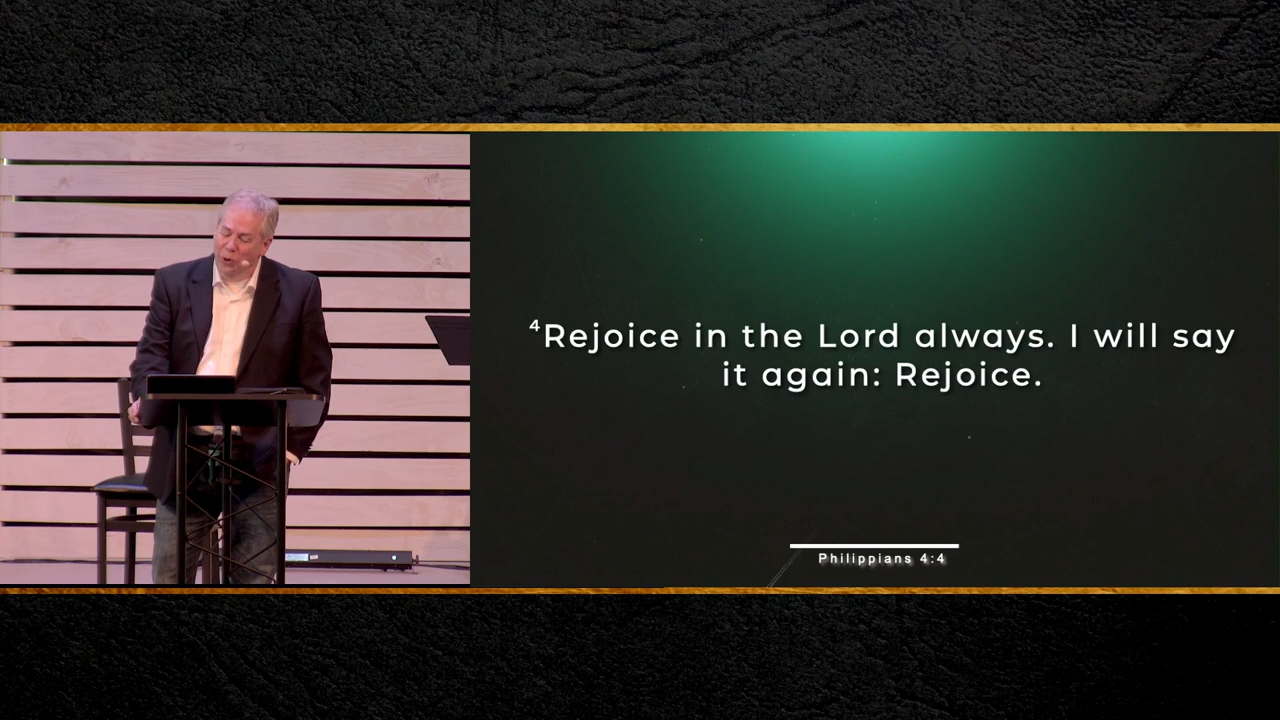 ⁴Rejoice in the Lord always. I will say
it again: Rejoice.
Philippians 4:4